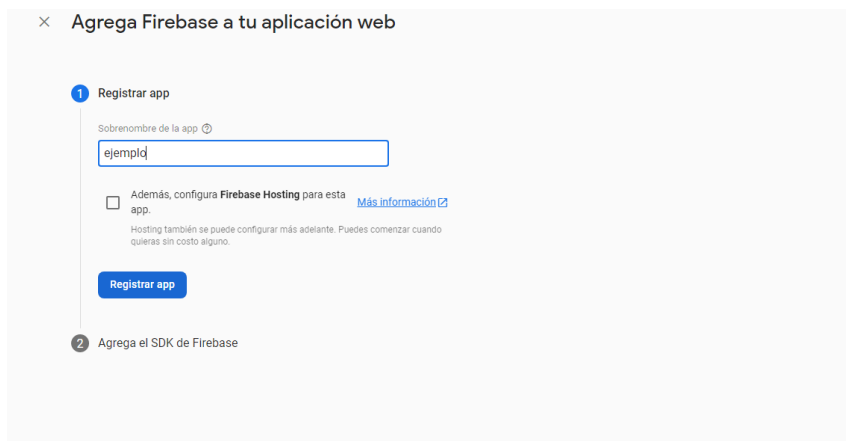 Agrega Firebase a tu aplicación web
1 Registrar app
Sobrenombre de la app
ejemplo
Además, configura Firebase Hosting para esta
app.
Más información
Hosting también se puede configurar más adelante. Puedes comenzar cuando
quieras sin costo alguno.
Registrar app
2 Agrega el SDK de Firebase